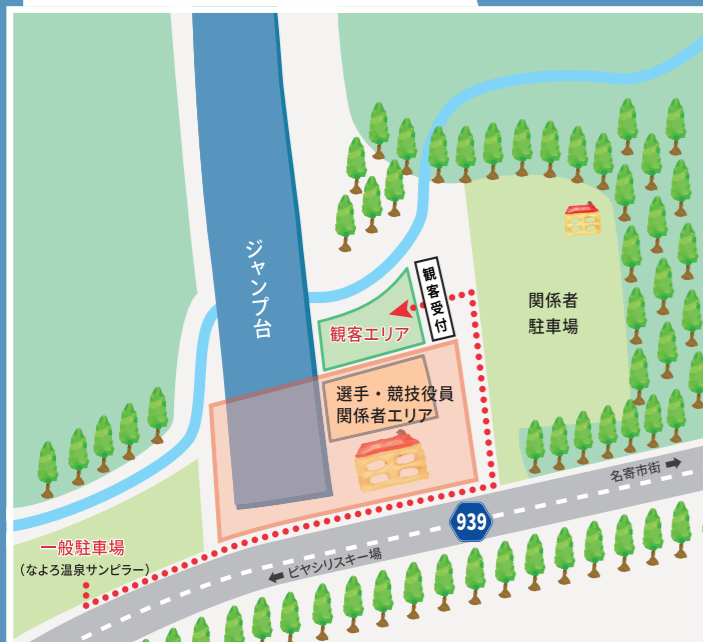 ジャンプ台
観客受付
観客エリア
関係者
駐車場
選手・競技役員
関係者エリア
名寄市街
939
一般駐車場
(なよろ温泉サンピラー)
ピヤシリスキー場